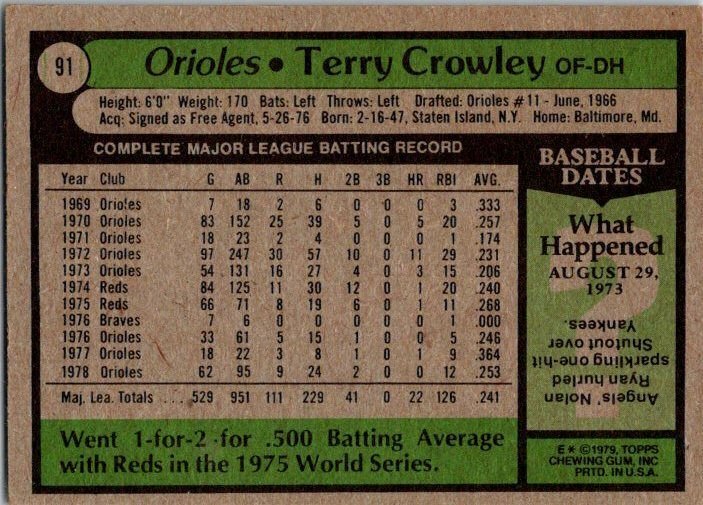 91
Orioles • Terry Crowley OF-DH
Height: 6'0" Weight: 170 Bats: Left Throws: Left Drafted: Orioles #11 - June, 1966
Acq: Signed as Free Agent, 5-26-76 Born: 2-16-47, Staten Island, N.Y. Home: Baltimore, Md.
COMPLETE MAJOR LEAGUE BATTING RECORD
Year Club G AB R H 2B 3B HR RBI AVG.
1969 Orioles 7 18 2 6 0 0 0 3 .333
1970 Orioles 83 152 25 39 5 0 5 20 .257
1971 Orioles 18 23 2 4 0 0 0 1 .174
1972 Orioles 97 247 30 57 10 0 11 29 .231
1973 Orioles 54 131 16 27 4 0 3 15 .206
1974 Reds 84 125 11 30 12 0 1 20 .240
1975 Reds 66 71 8 19 6 0 1 11 .268
1976 Braves 7 6 0 0 0 0 0 1 .000
1976 Orioles 33 61 5 15 1 0 0 5 .246
1977 Orioles 18 22 3 8 1 0 1 9 .364
1978 Orioles 62 95 9 24 2 0 0 12 .253
Maj. Lea. Totals ... 529 951 111 229 41 0 22 126 .241
Went 1-for-2 for .500 Batting Average
with Reds in the 1975 World Series.
BASEBALL
DATES
What
Happened
AUGUST 29,
1973
?
Angels' Nolan
Ryan hurled
sparkling one-hit
Shutout over
Yankees.
E* ©1979, TOPPS
CHEWING GUM, INC
PRTD. IN U.S.A.